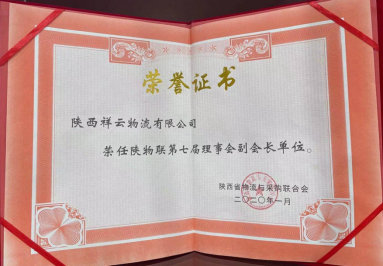 荣誉证书
陕西祥云物流有限公司
荣任陕物联第七届理事会副会长单位。
陕西省物流与采购联合会
二〇二〇年一月